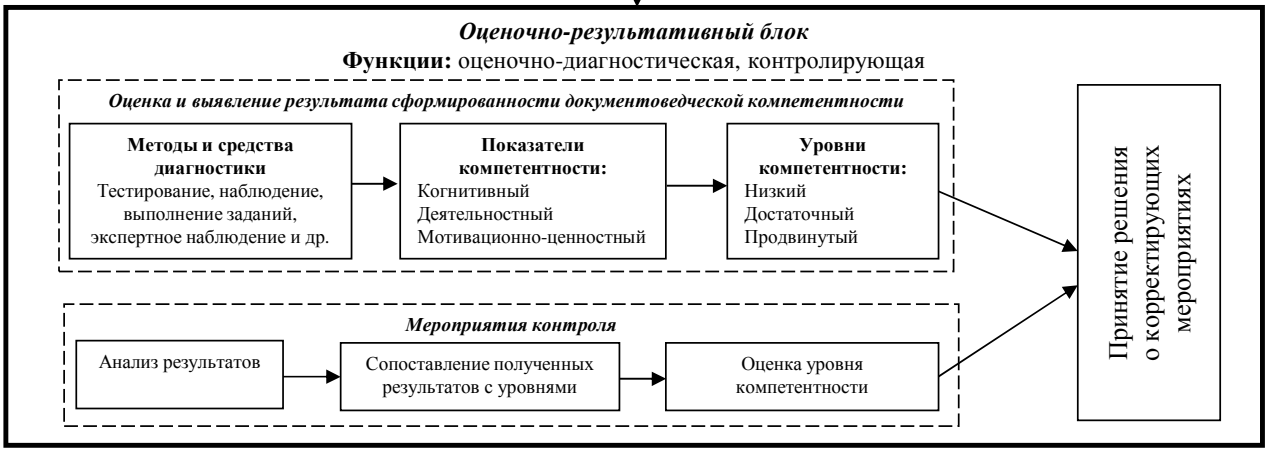 Оценочно-результативный блок
Функции: оценочно-диагностическая, контролирующая
Оценка и выявление результата сформированности документоведческой компетентности
Методы и средства
диагностики
Тестирование, наблюдение,
выполнение заданий,
экспертное наблюдение и др.
Показатели
компетентности:
Когнитивный
Деятельностный
Мотивационно-ценностный
Уровни
компетентности:
Низкий
Достаточный
Продвинутый
Мероприятия контроля
Анализ результатов
Сопоставление полученных
результатов с уровнями
Оценка уровня
компетентности
Принятие решения
о корректирующих
мероприятиях